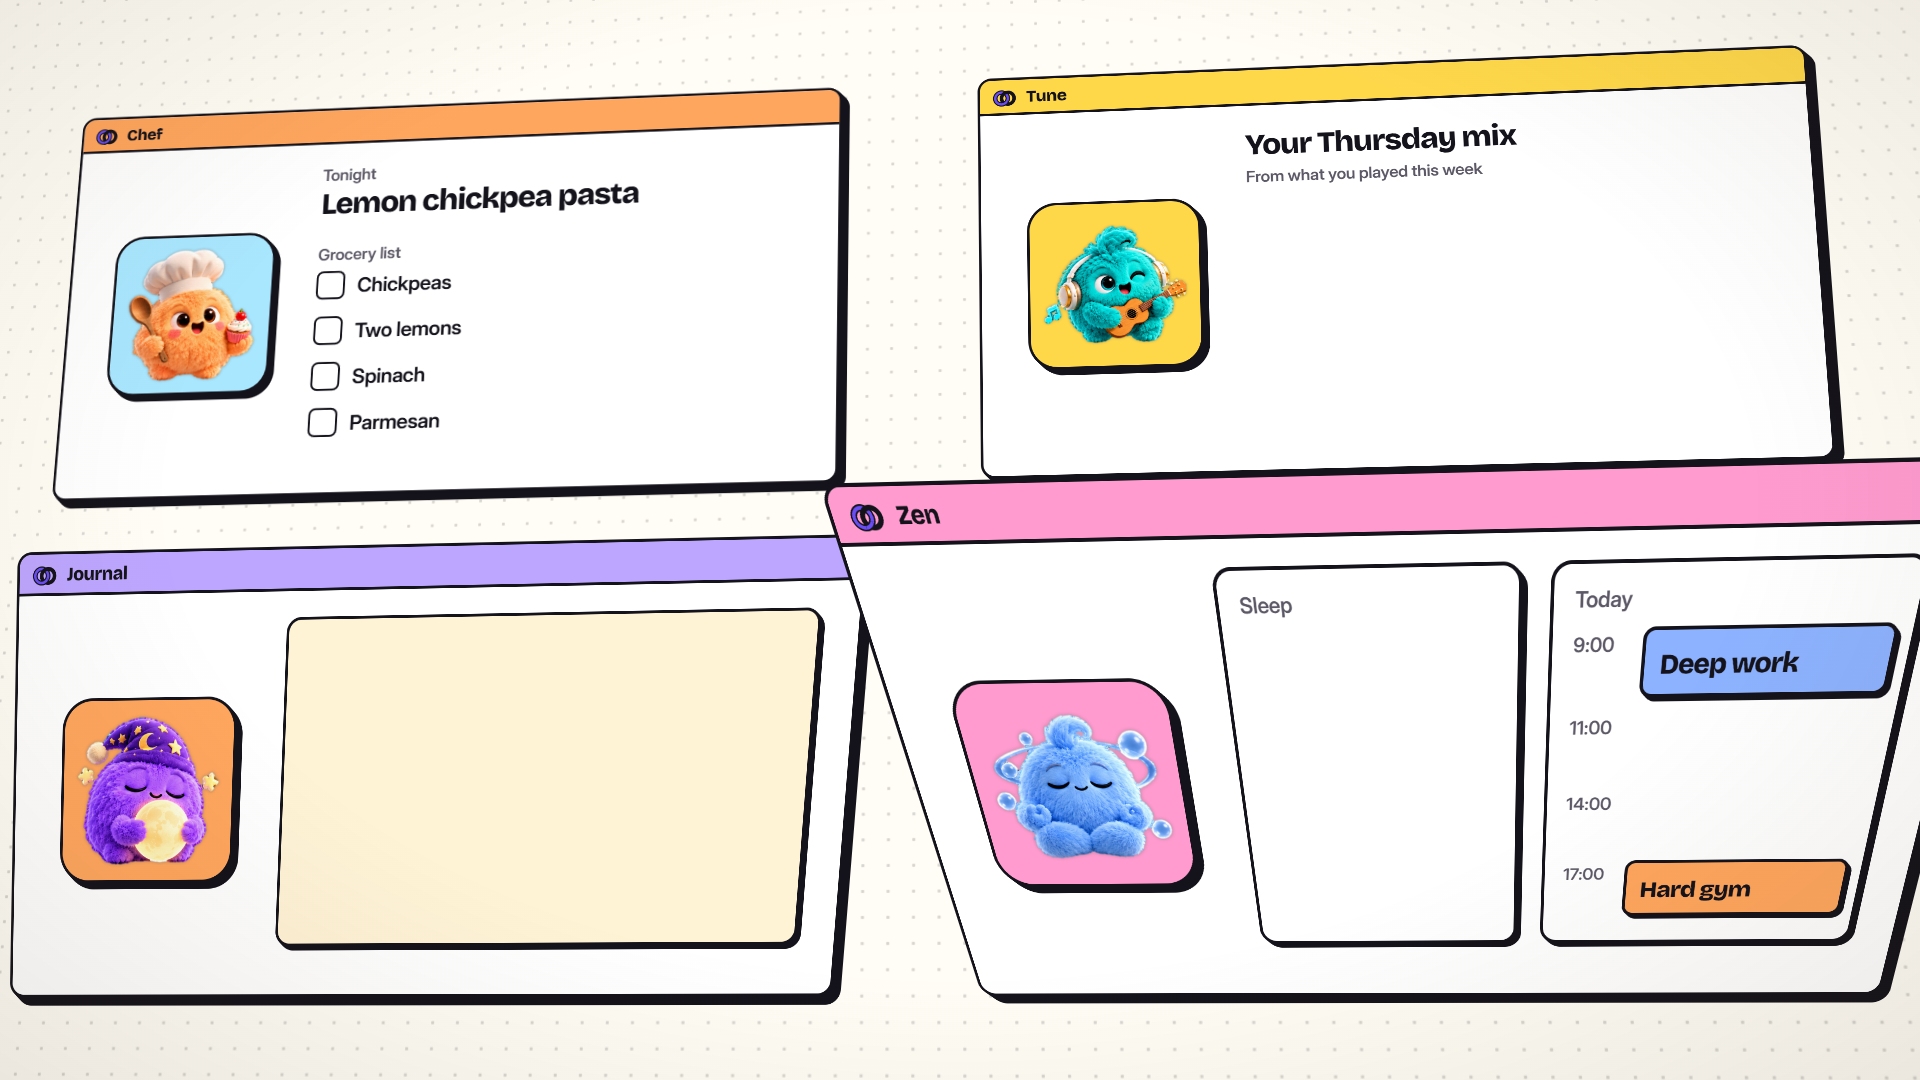 Chef
Tonight
Lemon chickpea pasta
Grocery list
Chickpeas
Two lemons
Spinach
Parmesan
Tune
Your Thursday mix
From what you played this week
Journal
Zen
Sleep
Today
9:00
Deep work
11:00
14:00
17:00
Hard gym